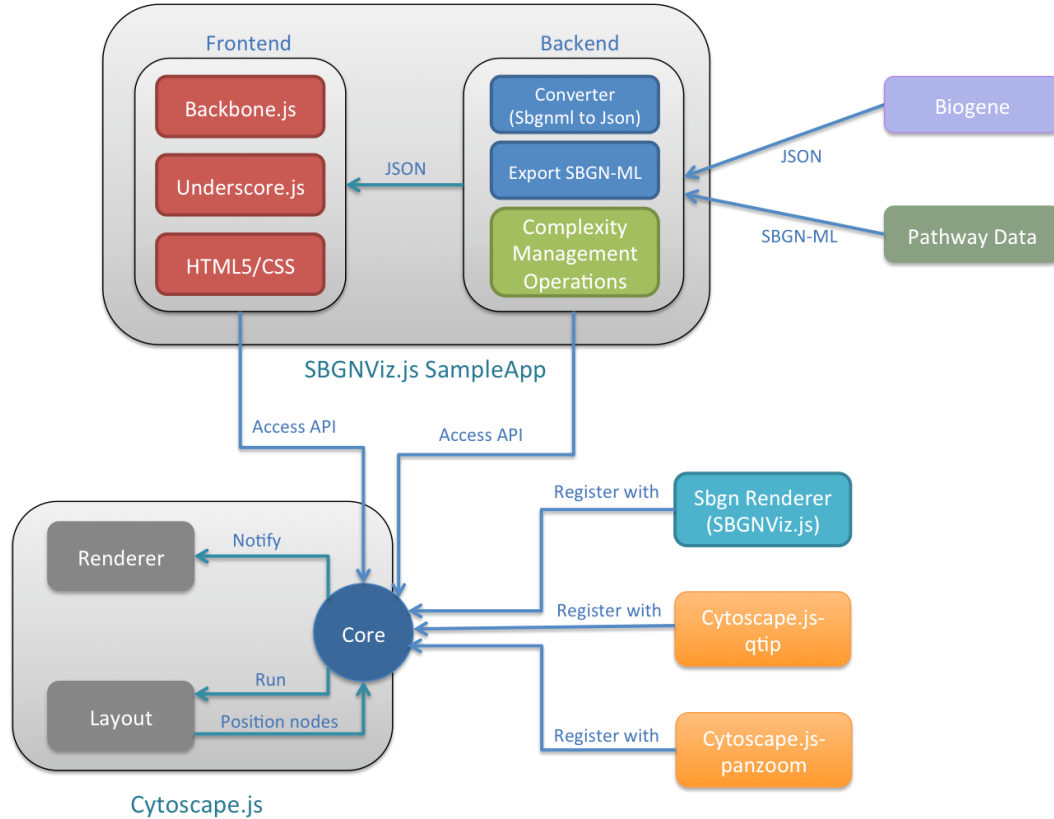 Frontend
Backend
Backbone.js
Underscore.js
HTML5/CSS
JSON
Converter
(Sbgnml to Json)
Export SBGN-ML
Complexity
Management
Operations
Biogene
JSON
SBGN-ML
Pathway Data
SBGNViz.js SampleApp
Access API
Access API
Renderer
Notify
Core
Run
Layout
Position nodes
Cytoscape.js
Register with
Sbgn Renderer
(SBGNViz.js)
Register with
Cytoscape.js-
qtip
Register with
Cytoscape.js-
panzoom